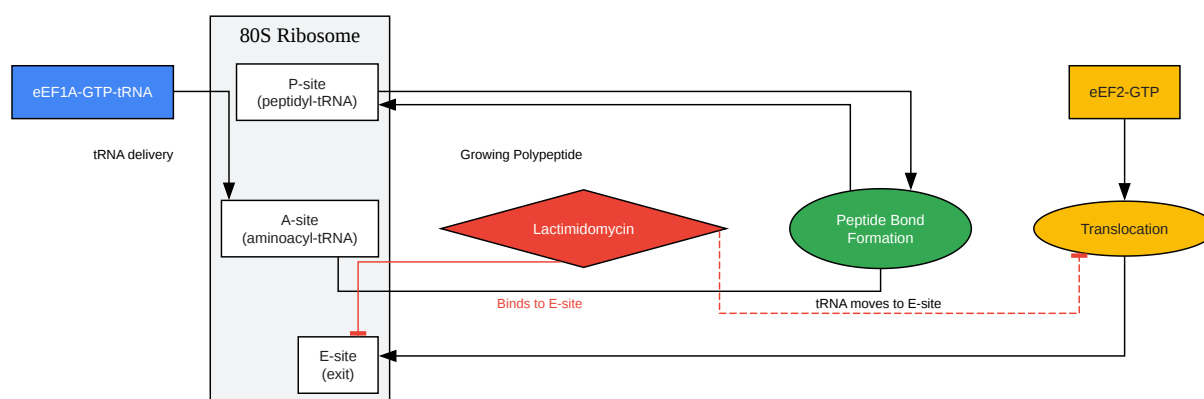 80S Ribosome
eEF1A-GTP-tRNA
P-site
(peptidyl-tRNA)
eEF2-GTP
tRNA delivery
Growing Polypeptide
A-site
(aminoacyl-tRNA)
Lactimidomycin
Peptide Bond
Formation
Translocation
Binds to E-site
tRNA moves to E-site
E-site
(exit)